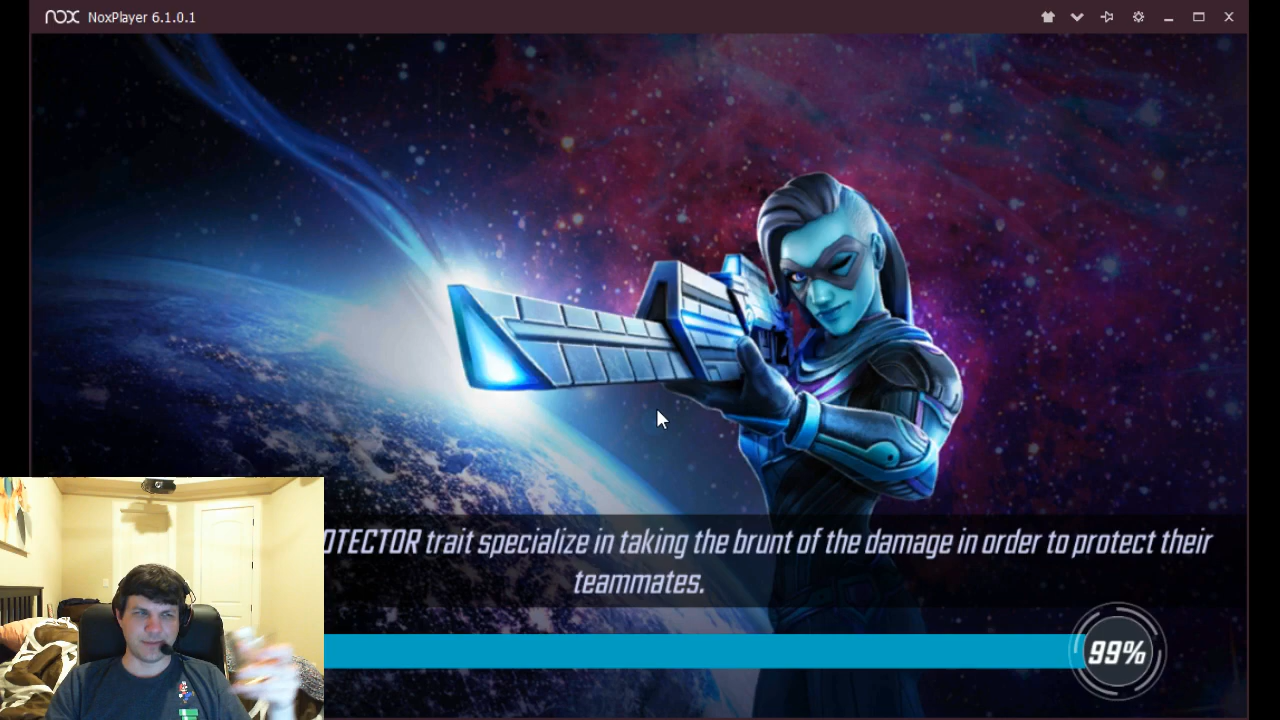 nox NoxPlayer 6.1.0.1
OTECTOR trait specialize in taking the brunt of the damage in order to protect their
teammates.
99%